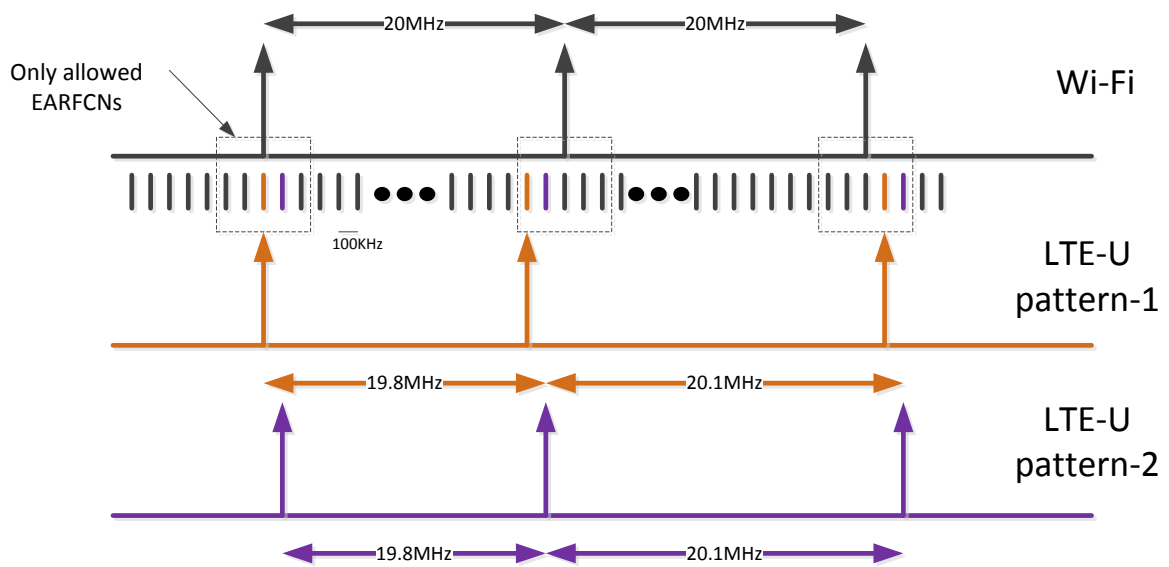 20MHz
20MHz
Only allowed
EARFCNs
Wi-Fi
100KHz
LTE-U
pattern-1
19.8MHz
20.1MHz
LTE-U
pattern-2
19.8MHz
20.1MHz